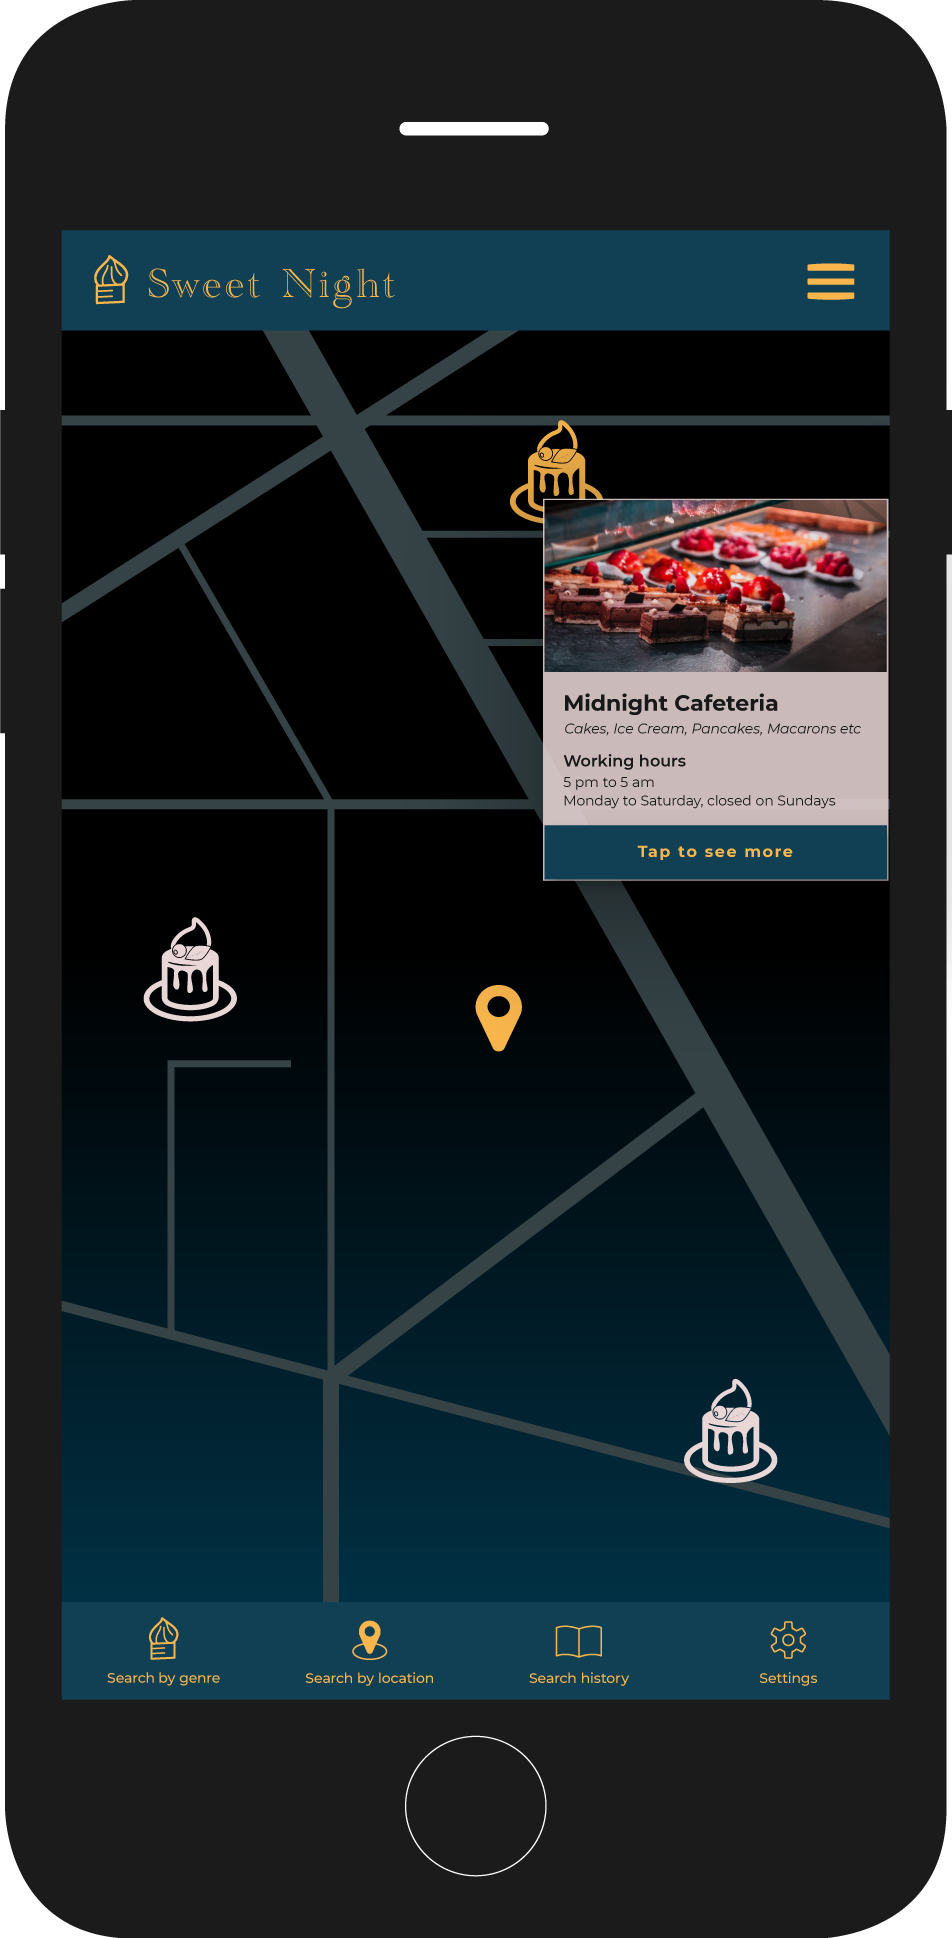 Sweet Night
Midnight Cafeteria
Cakes, Ice Cream, Pancakes, Macarons etc
Working hours
5 pm to 5 am
Monday to Saturday, closed on Sundays
Tap to see more
Search by genre
Search by location
Search history
Settings